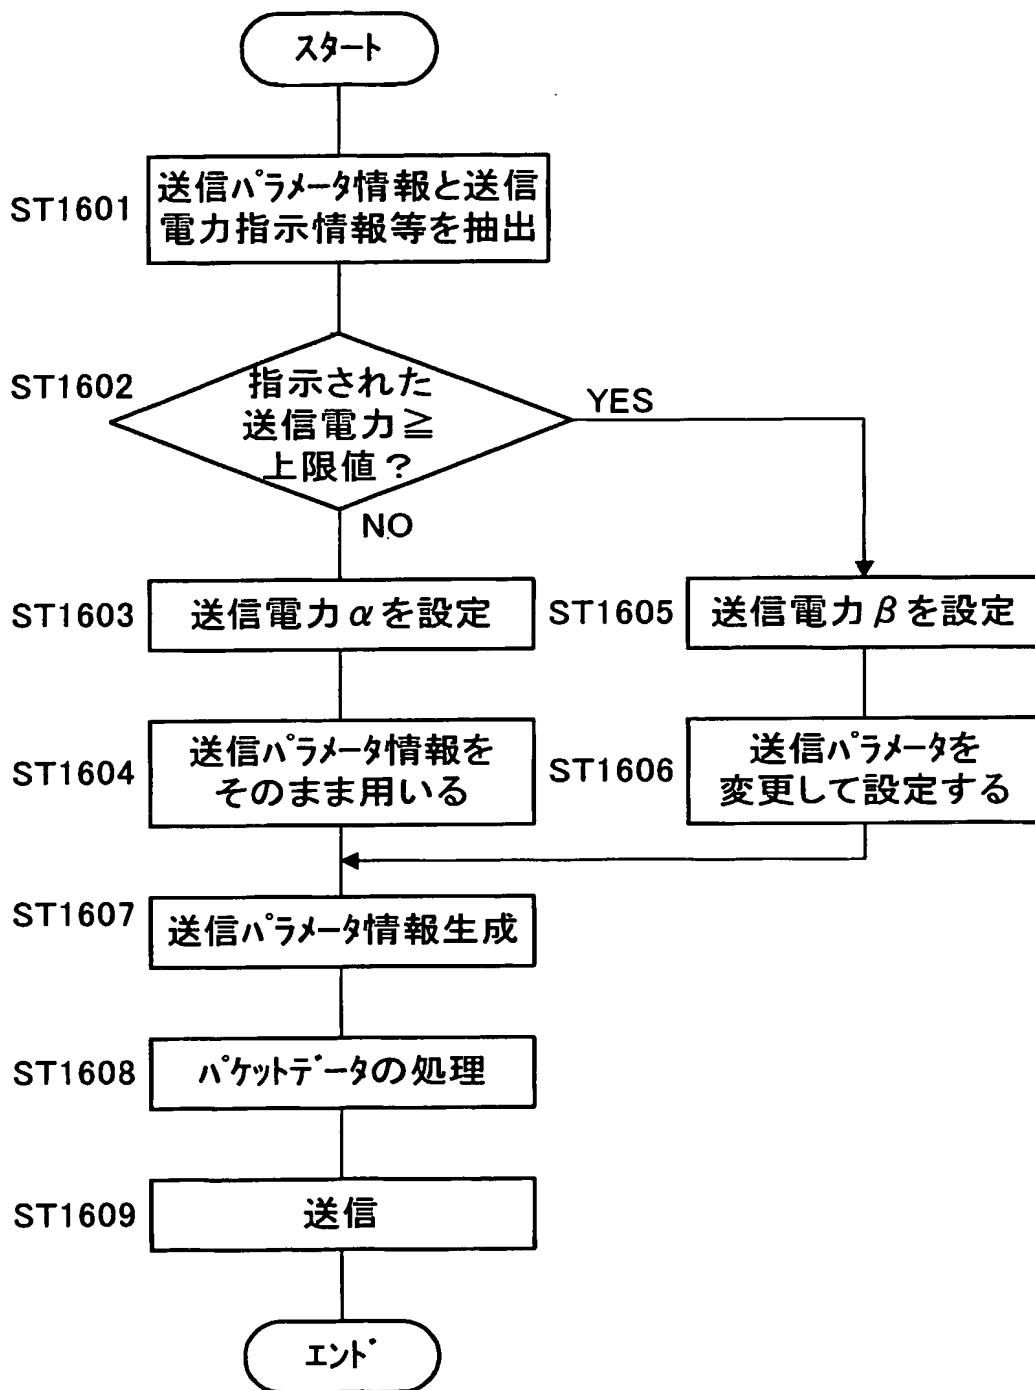 スタート
ST1601
送信パラメータ情報と送信
電力指示情報等を抽出
ST1602
指示された
送信電力≧
上限値？
YES
NO
ST1603
送信電力αを設定
ST1605
送信電力βを設定
ST1604
送信パラメータ情報を
そのまま用いる
ST1606
送信パラメータを
変更して設定する
ST1607
送信パラメータ情報生成
ST1608
パケットデータの処理
ST1609
送信
エンド